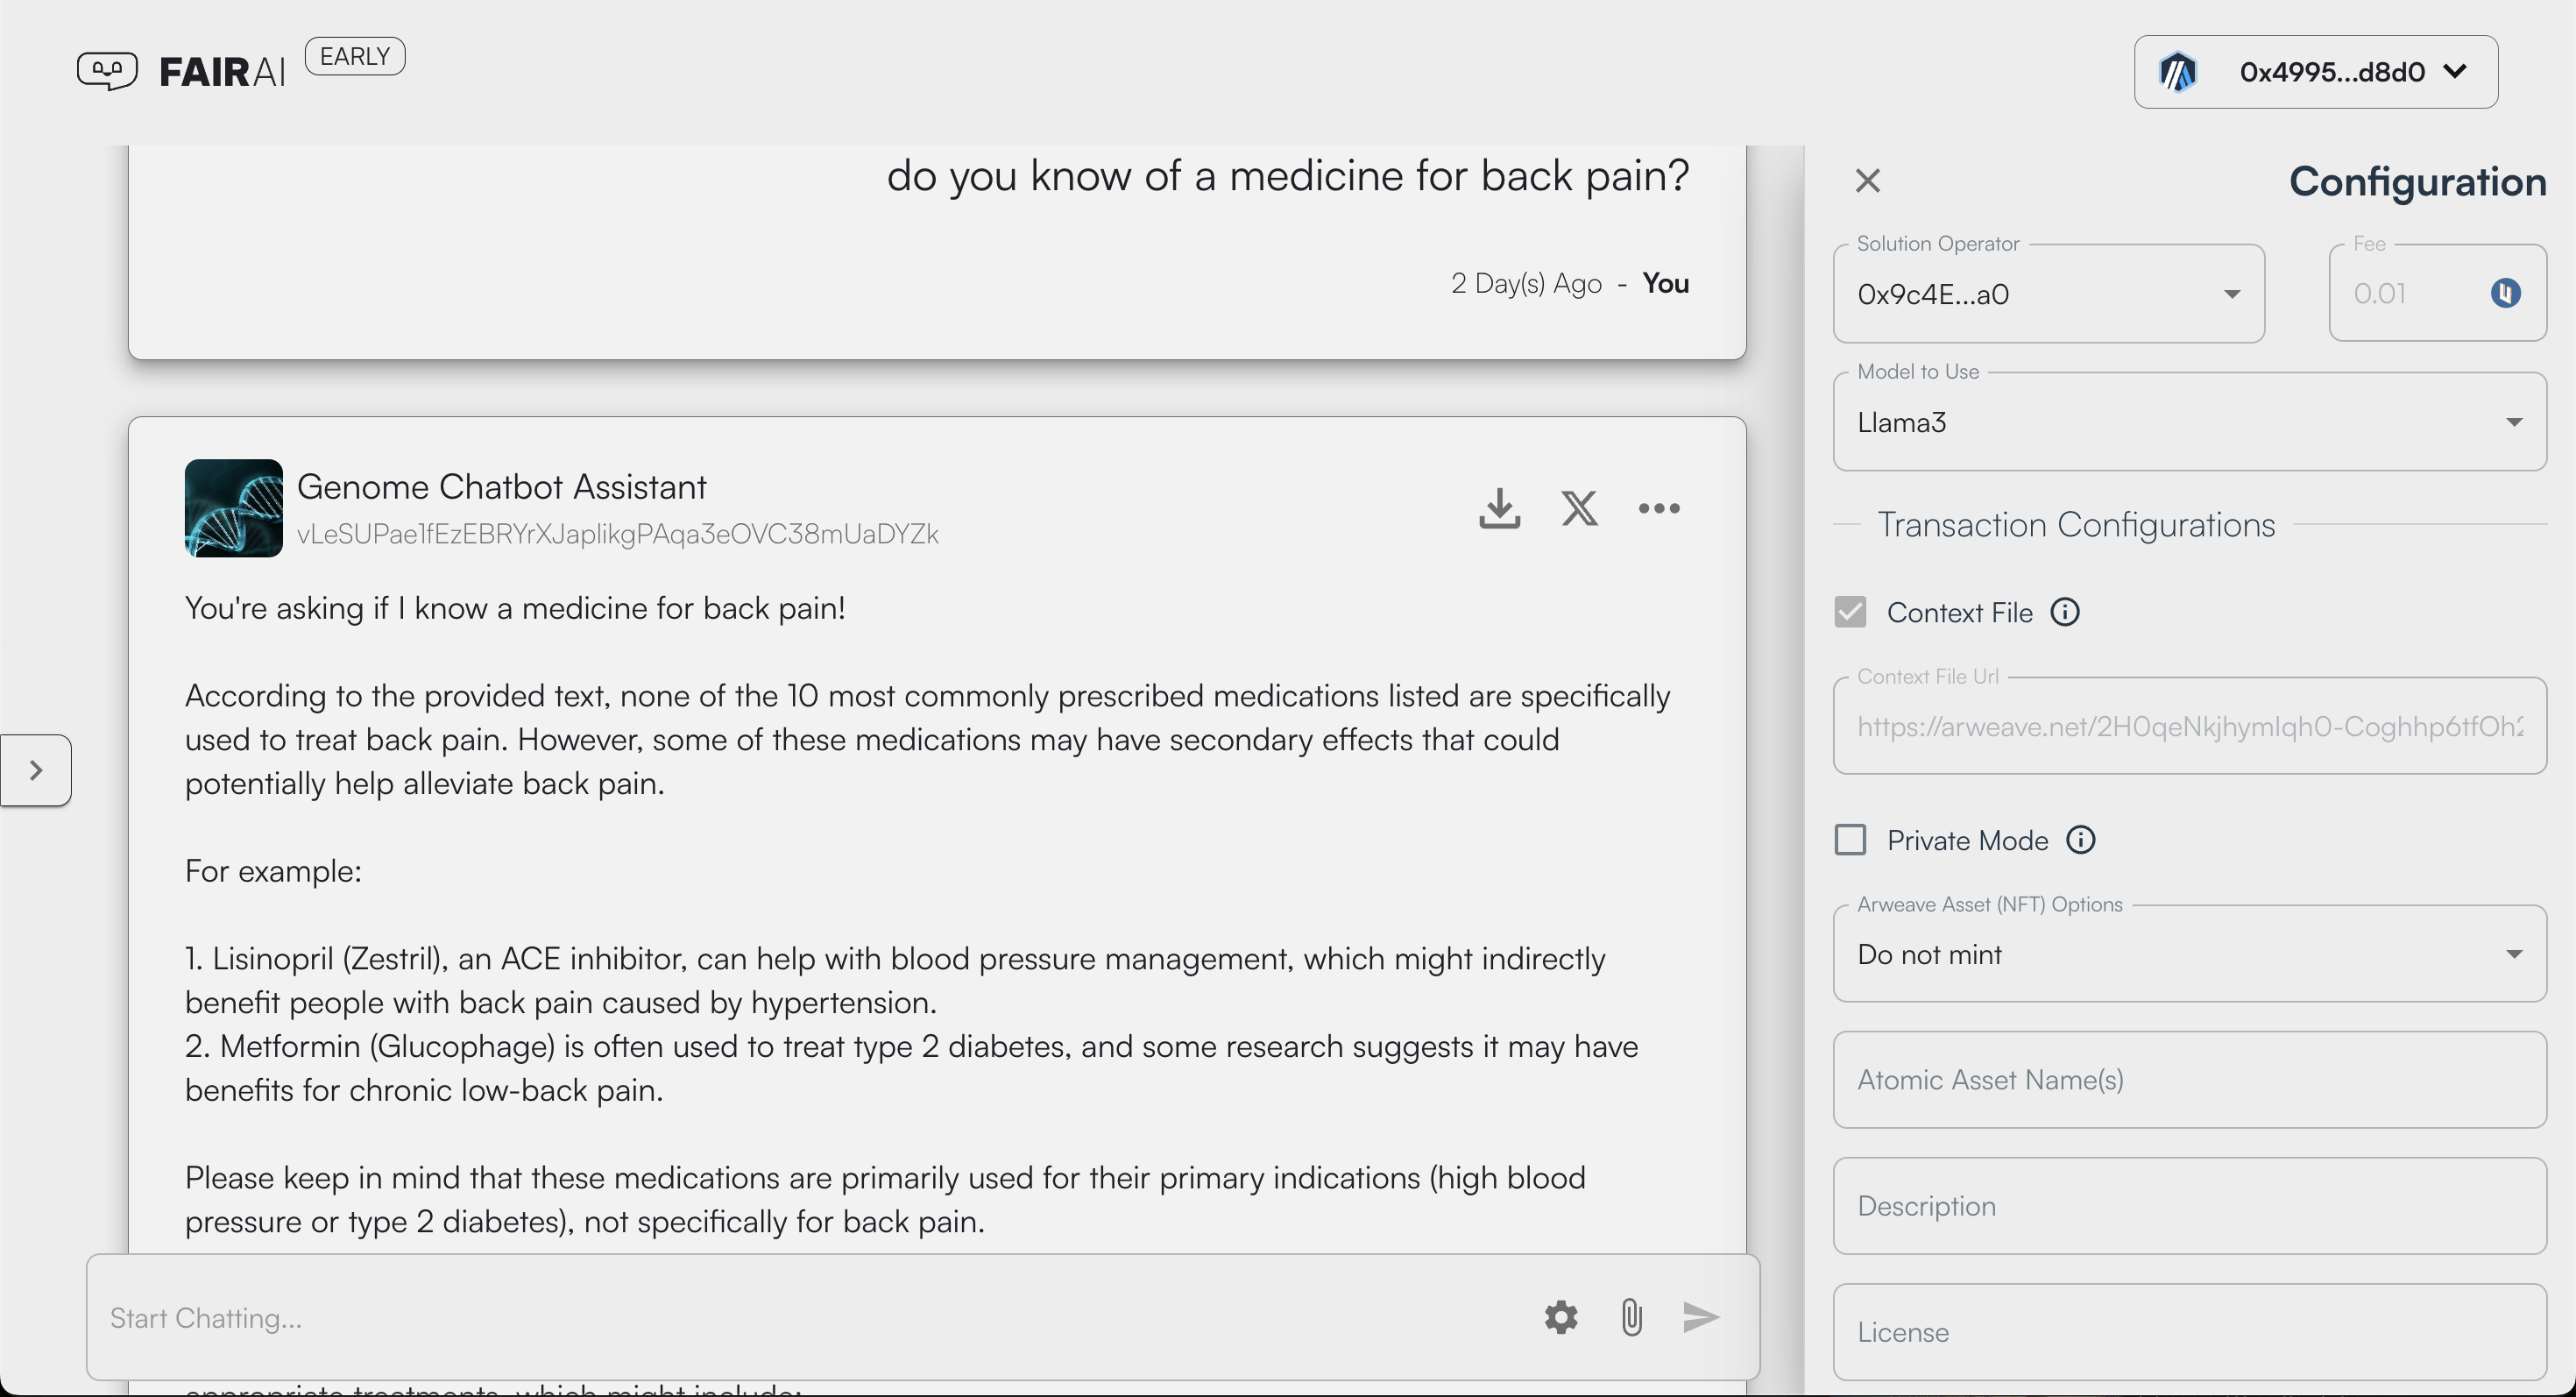 FAIR AI
EARLY
0x4995...d8d0
do you know of a medicine for back pain?
2 Day(s) Ago - You
Genome Chatbot Assistant
vLeSUPae1fEzEBRYrXJaplikgPAqa3eOVC38mUaDYZk
You're asking if I know a medicine for back pain!
According to the provided text, none of the 10 most commonly prescribed medications listed are specifically
used to treat back pain. However, some of these medications may have secondary effects that could
potentially help alleviate back pain.
For example:
1. Lisinopril (Zestril), an ACE inhibitor, can help with blood pressure management, which might indirectly
benefit people with back pain caused by hypertension.
2. Metformin (Glucophage) is often used to treat type 2 diabetes, and some research suggests it may have
benefits for chronic low-back pain.
Please keep in mind that these medications are primarily used for their primary indications (high blood
pressure or type 2 diabetes), not specifically for back pain.
Start Chatting...
appropriate treatments, which might include:
Configuration
Solution Operator
0x9c4E...a0
Fee
0.01
Model to Use
Llama3
Transaction Configurations
Context File
Context File Url
https://arweave.net/2H0qeNkjhymIqh0-Coghhp6tfOh2
Private Mode
Arweave Asset (NFT) Options
Do not mint
Atomic Asset Name(s)
Description
License